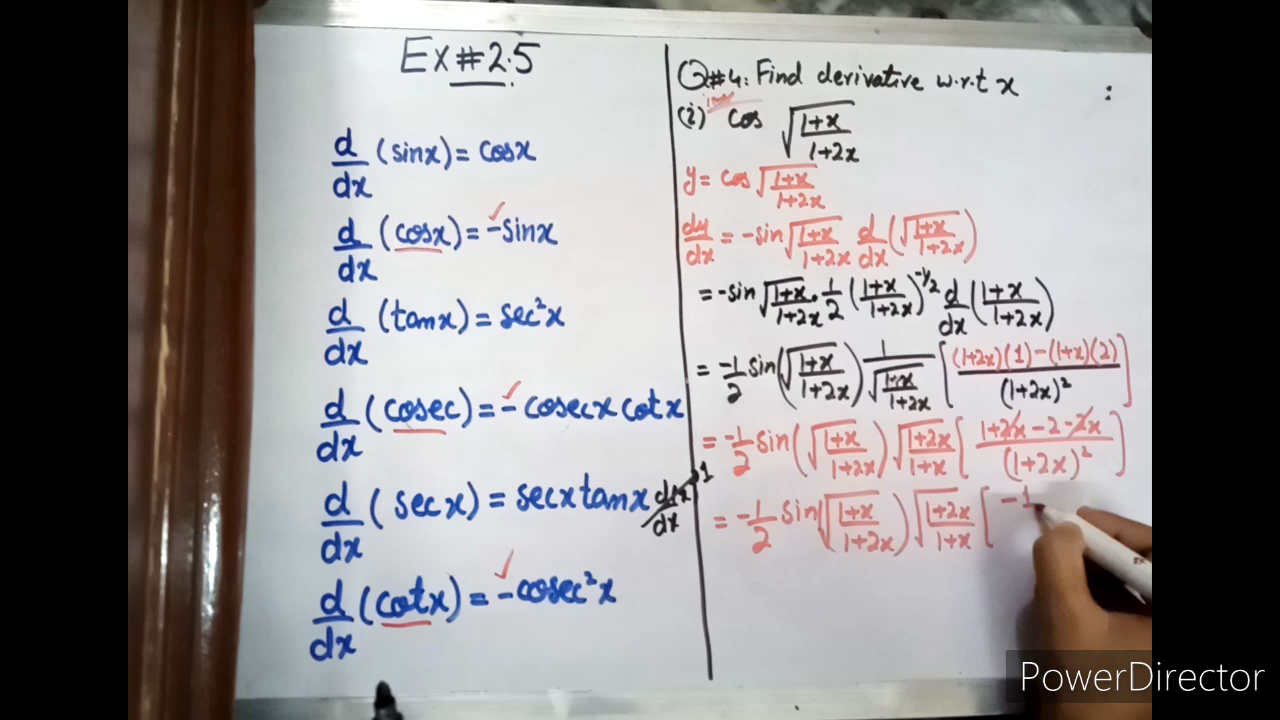 Ex#2.5
d/dx (sinx) = cosx
d/dx (cosx) = -sinx
d/dx (tanx) = sec²x
d/dx (cosec) = -cosecx cotx
d/dx (secx) = secx tanx dx/dx 1
d/dx (cotx) = -cosec²x
Q#4: Find derivative w.r.t x :
(i) cos √((1+x)/(1+2x))
y = cos √((1+x)/(1+2x))
dy/dx = -sin √((1+x)/(1+2x)) d/dx (√((1+x)/(1+2x)))
= -sin √((1+x)/(1+2x)) · 1/2 ((1+x)/(1+2x))^(-1/2) d/dx ((1+x)/(1+2x))
= -1/2 sin(√((1+x)/(1+2x))) 1/√((1+x)/(1+2x)) [((1+2x)(1) - (1+x)(2))/(1+2x)²]
= -1/2 sin(√((1+x)/(1+2x))) √((1+2x)/(1+x)) [(1+2x-2-2x)/(1+2x)²]
= -1/2 sin(√((1+x)/(1+2x))) √((1+2x)/(1+x)) [-1
PowerDirector